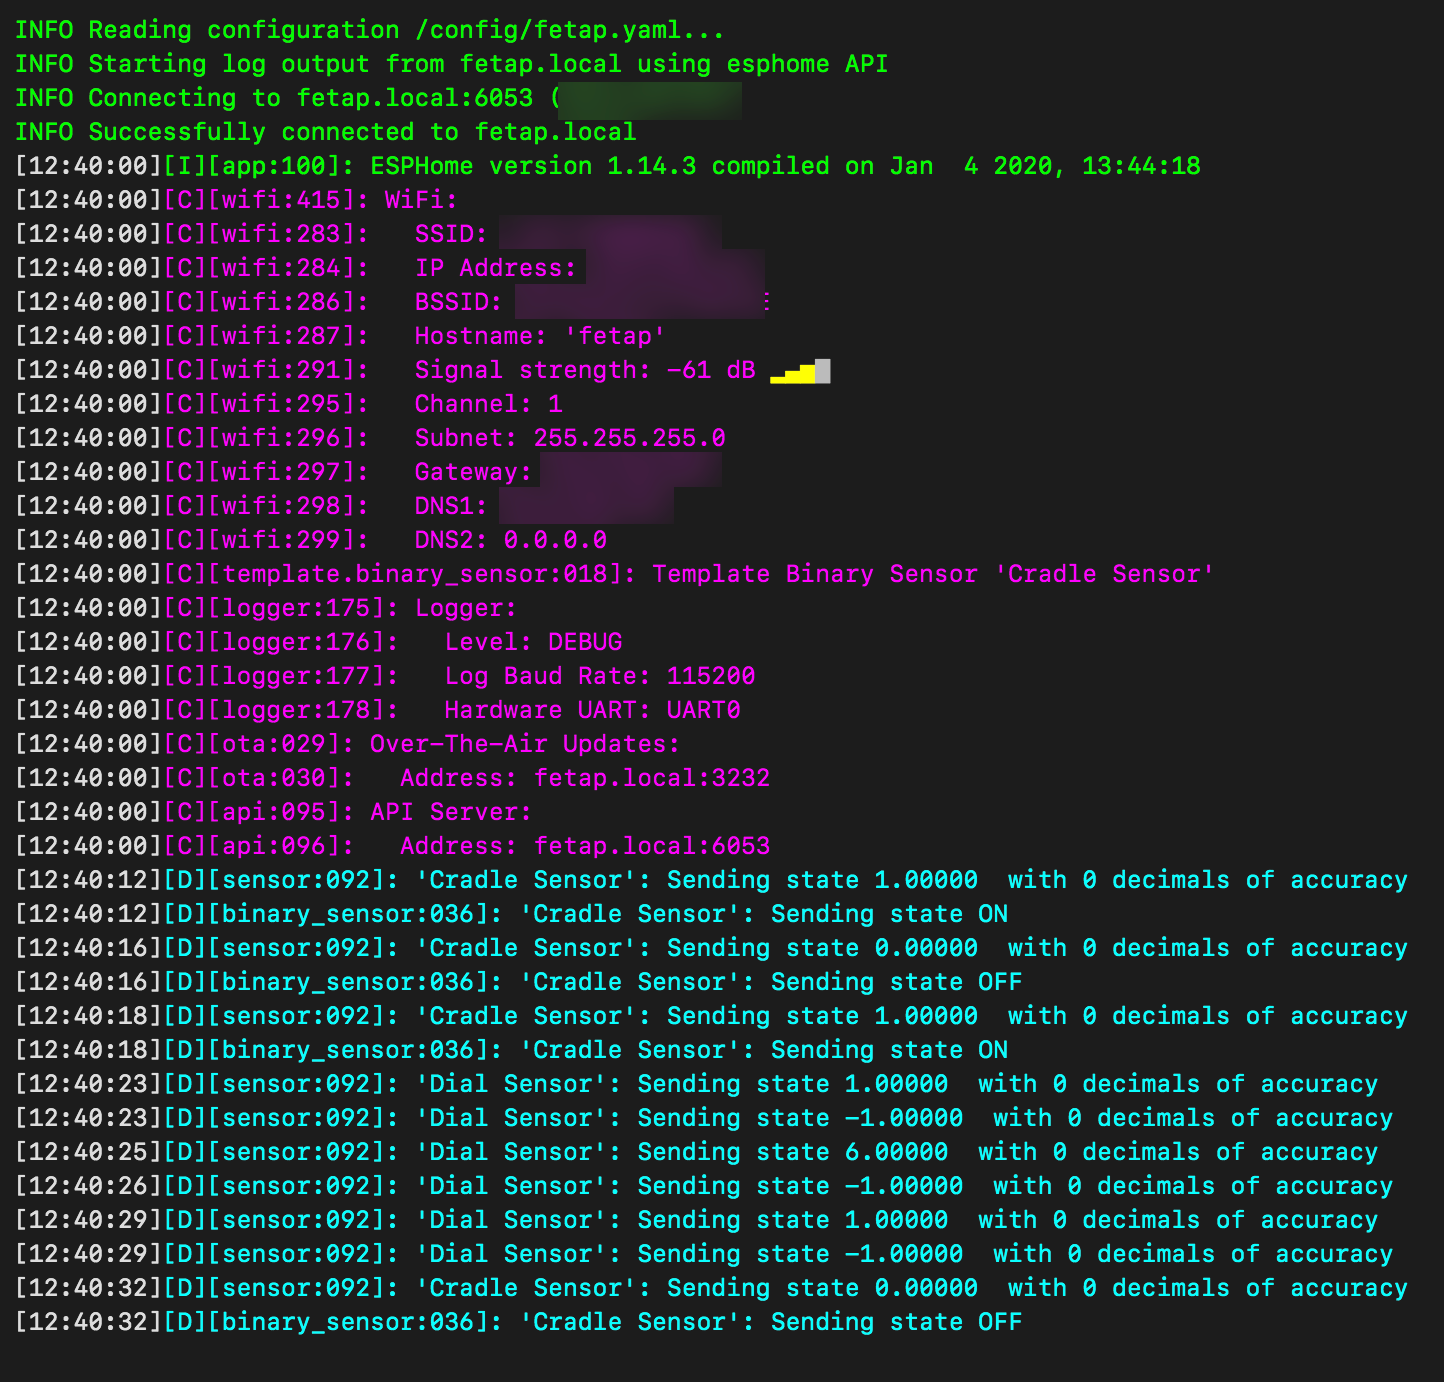 INFO Reading configuration /config/fetap.yaml...
INFO Starting log output from fetap.local using esphome API
INFO Connecting to fetap.local:6053 (
INFO Successfully connected to fetap.local
[12:40:00][I][app:100]: ESPHome version 1.14.3 compiled on Jan  4 2020, 13:44:18
[12:40:00][C][wifi:415]: WiFi:
[12:40:00][C][wifi:283]:   SSID:
[12:40:00][C][wifi:284]:   IP Address:
[12:40:00][C][wifi:286]:   BSSID:
[12:40:00][C][wifi:287]:   Hostname: 'fetap'
[12:40:00][C][wifi:291]:   Signal strength: -61 dB ▂▄▆█
[12:40:00][C][wifi:295]:   Channel: 1
[12:40:00][C][wifi:296]:   Subnet: 255.255.255.0
[12:40:00][C][wifi:297]:   Gateway:
[12:40:00][C][wifi:298]:   DNS1:
[12:40:00][C][wifi:299]:   DNS2: 0.0.0.0
[12:40:00][C][template.binary_sensor:018]: Template Binary Sensor 'Cradle Sensor'
[12:40:00][C][logger:175]: Logger:
[12:40:00][C][logger:176]:   Level: DEBUG
[12:40:00][C][logger:177]:   Log Baud Rate: 115200
[12:40:00][C][logger:178]:   Hardware UART: UART0
[12:40:00][C][ota:029]: Over-The-Air Updates:
[12:40:00][C][ota:030]:   Address: fetap.local:3232
[12:40:00][C][api:095]: API Server:
[12:40:00][C][api:096]:   Address: fetap.local:6053
[12:40:12][D][sensor:092]: 'Cradle Sensor': Sending state 1.00000  with 0 decimals of accuracy
[12:40:12][D][binary_sensor:036]: 'Cradle Sensor': Sending state ON
[12:40:16][D][sensor:092]: 'Cradle Sensor': Sending state 0.00000  with 0 decimals of accuracy
[12:40:16][D][binary_sensor:036]: 'Cradle Sensor': Sending state OFF
[12:40:18][D][sensor:092]: 'Cradle Sensor': Sending state 1.00000  with 0 decimals of accuracy
[12:40:18][D][binary_sensor:036]: 'Cradle Sensor': Sending state ON
[12:40:23][D][sensor:092]: 'Dial Sensor': Sending state 1.00000  with 0 decimals of accuracy
[12:40:23][D][sensor:092]: 'Dial Sensor': Sending state -1.00000  with 0 decimals of accuracy
[12:40:25][D][sensor:092]: 'Dial Sensor': Sending state 6.00000  with 0 decimals of accuracy
[12:40:26][D][sensor:092]: 'Dial Sensor': Sending state -1.00000  with 0 decimals of accuracy
[12:40:29][D][sensor:092]: 'Dial Sensor': Sending state 1.00000  with 0 decimals of accuracy
[12:40:29][D][sensor:092]: 'Dial Sensor': Sending state -1.00000  with 0 decimals of accuracy
[12:40:32][D][sensor:092]: 'Cradle Sensor': Sending state 0.00000  with 0 decimals of accuracy
[12:40:32][D][binary_sensor:036]: 'Cradle Sensor': Sending state OFF